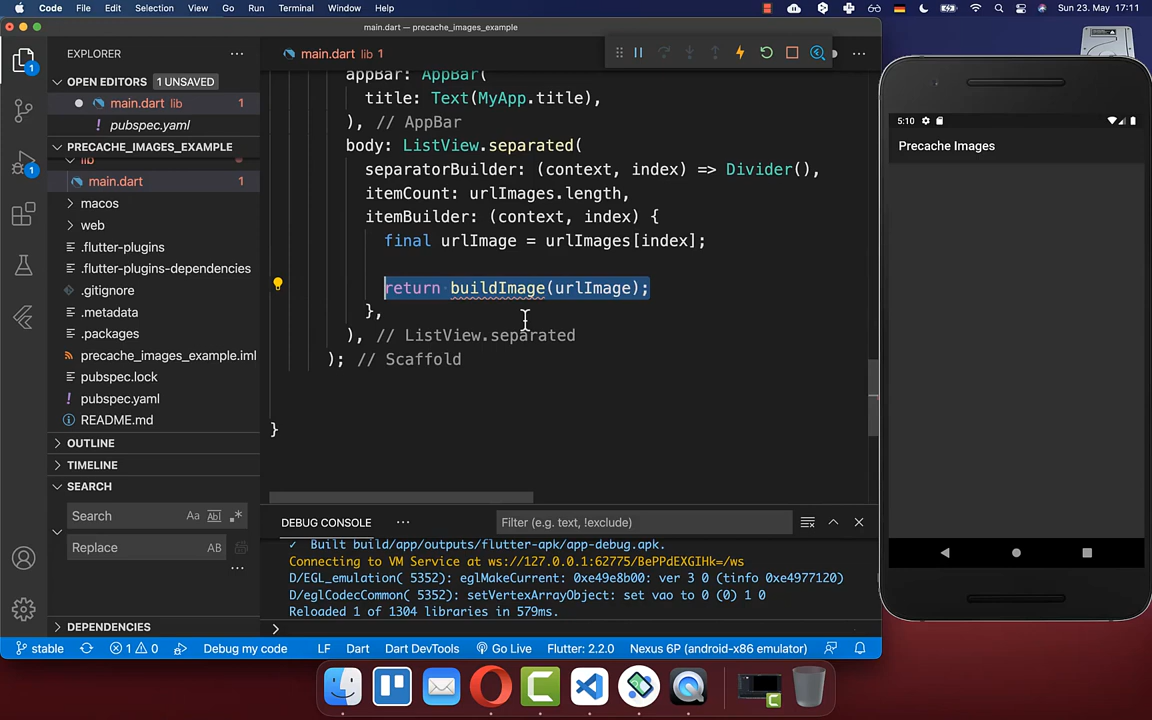 Code File Edit Selection View Go Run Terminal Window Help
Sun 23. May 17:11
main.dart — precache_images_example
EXPLORER
OPEN EDITORS 1 UNSAVED
main.dart lib 1
pubspec.yaml
PRECACHE_IMAGES_EXAMPLE
lib
main.dart 1
macos
web
.flutter-plugins
.flutter-plugins-dependencies
.gitignore
.metadata
.packages
precache_images_example.iml
pubspec.lock
pubspec.yaml
README.md
OUTLINE
TIMELINE
SEARCH
Search Aa Abl
Replace AB
DEPENDENCIES
1
1
main.dart lib 1
appBar: AppBar(
title: Text(MyApp.title),
), // AppBar
body: ListView.separated(
separatorBuilder: (context, index) => Divider(),
itemCount: urlImages.length,
itemBuilder: (context, index) {
final urlImage = urlImages[index];
return buildImage(urlImage);
},
), // ListView.separated
); // Scaffold
}
DEBUG CONSOLE Filter (e.g. text, !exclude)
✓ Built build/app/outputs/flutter-apk/app-debug.apk.
Connecting to VM Service at ws://127.0.0.1:62775/BePPdEXGIHk=/ws
D/EGL_emulation( 5352): eglMakeCurrent: 0xe49e8b00: ver 3 0 (tinfo 0xe4977120)
D/eglCodecCommon( 5352): setVertexArrayObject: set vao to 0 (0) 1 0
Reloaded 1 of 1304 libraries in 579ms.
stable 1 0 Debug my code LF Dart Dart DevTools Go Live Flutter: 2.2.0 Nexus 6P (android-x86 emulator)
5:10
Precache Images